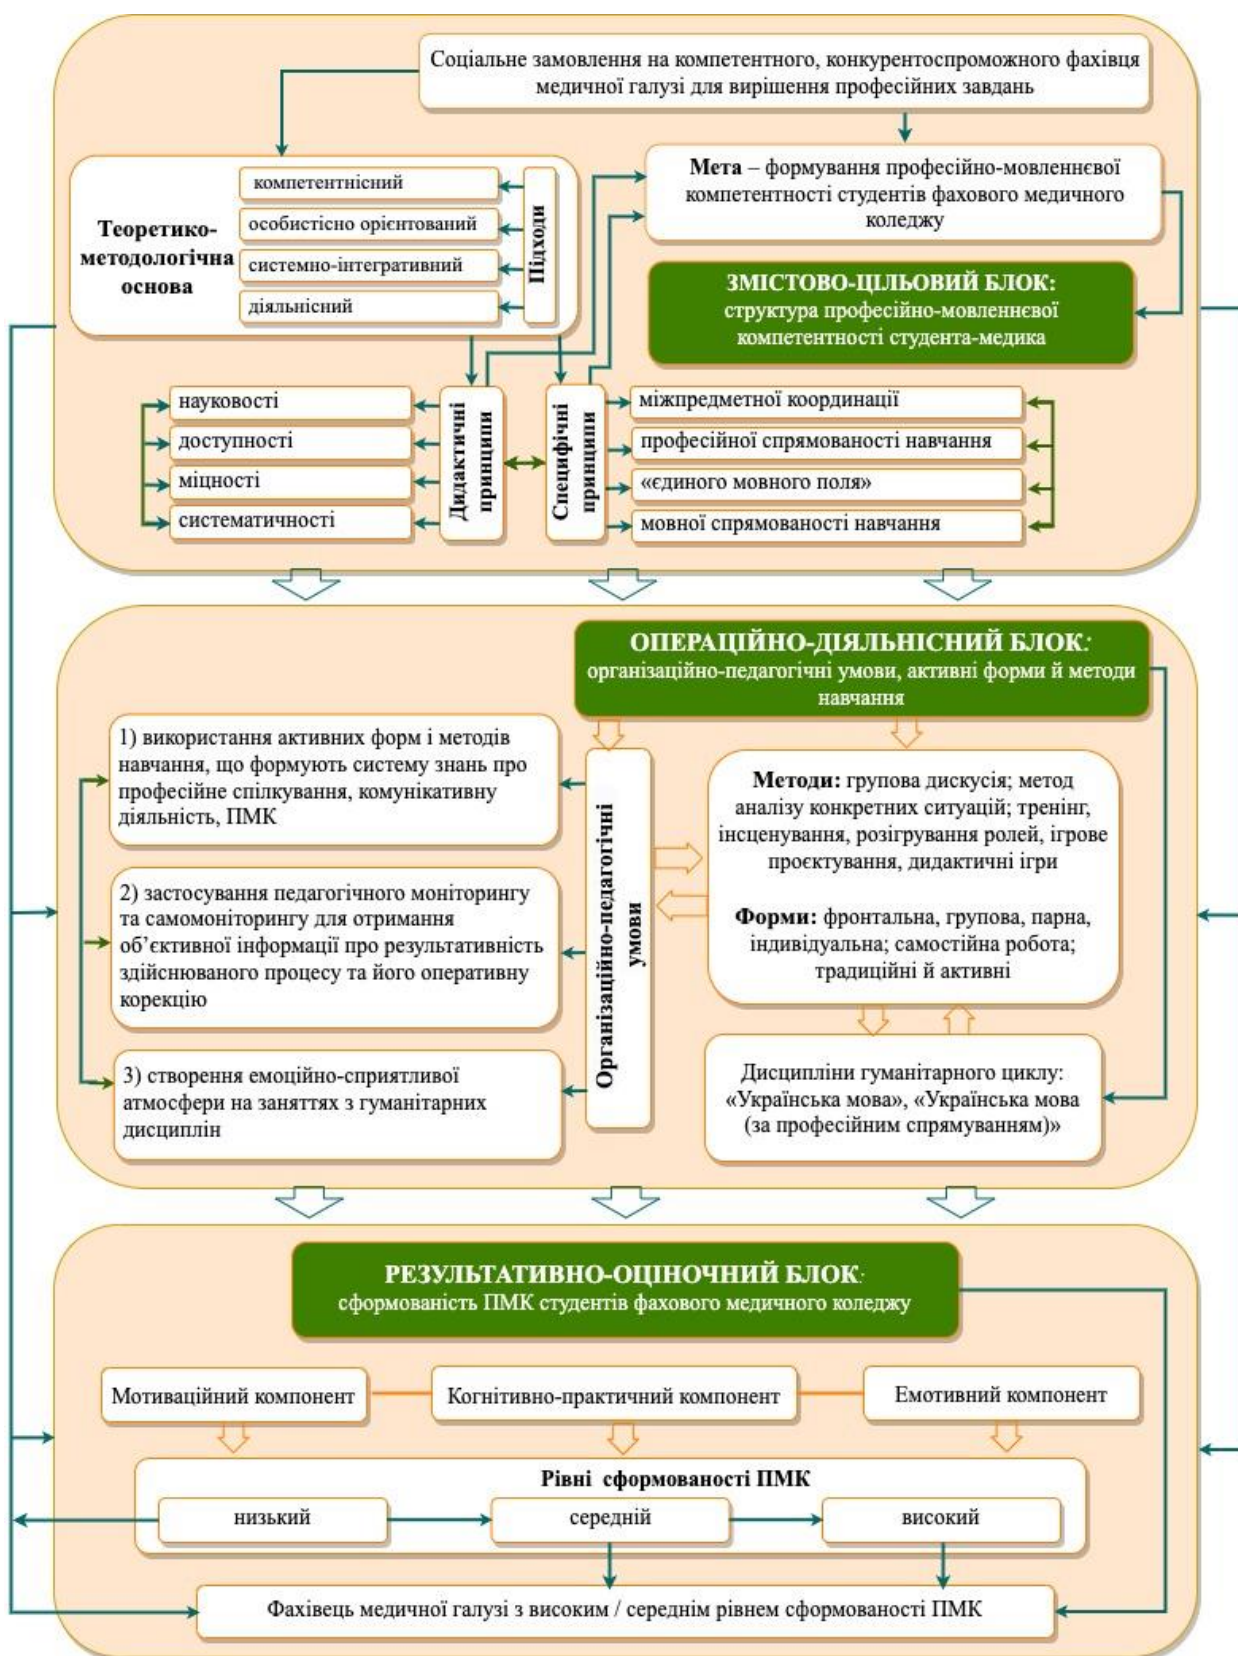 Соціальне замовлення на компетентного, конкурентоспроможного фахівця
медичної галузі для вирішення професійних завдань
Теоретико-
методологічна
основа
компетентнісний
особистісно орієнтований
системно-інтегративний
діяльнісний
Підходи
Мета – формування професійно-мовленнєвої
компетентності студентів фахового медичного
коледжу
ЗМІСТОВО-ЦІЛЬОВИЙ БЛОК:
структура професійно-мовленнєвої
компетентності студента-медика
науковості
доступності
міцності
систематичності
Дидактичні
принципи
Специфічні
принципи
міжпредметної координації
професійної спрямованості навчання
«єдиного мовного поля»
мовної спрямованості навчання
ОПЕРАЦІЙНО-ДІЯЛЬНІСНИЙ БЛОК:
організаційно-педагогічні умови, активні форми й методи
навчання
1) використання активних форм і методів
навчання, що формують систему знань про
професійне спілкування, комунікативну
діяльність, ПМК
2) застосування педагогічного моніторингу
та самомоніторингу для отримання
об’єктивної інформації про результативність
здійснюваного процесу та його оперативну
корекцію
3) створення емоційно-сприятливої
атмосфери на заняттях з гуманітарних
дисциплін
Організаційно-педагогічні
умови
Методи: групова дискусія; метод
аналізу конкретних ситуацій; тренінг,
інсценування, розігрування ролей, ігрове
проєктування, дидактичні ігри
Форми: фронтальна, групова, парна,
індивідуальна; самостійна робота;
традиційні й активні
Дисципліни гуманітарного циклу:
«Українська мова», «Українська мова
(за професійним спрямуванням)»
РЕЗУЛЬТАТИВНО-ОЦІНОЧНИЙ БЛОК:
сформованість ПМК студентів фахового медичного коледжу
Мотиваційний компонент
Когнітивно-практичний компонент
Емотивний компонент
Рівні сформованості ПМК
низький
середній
високий
Фахівець медичної галузі з високим / середнім рівнем сформованості ПМК